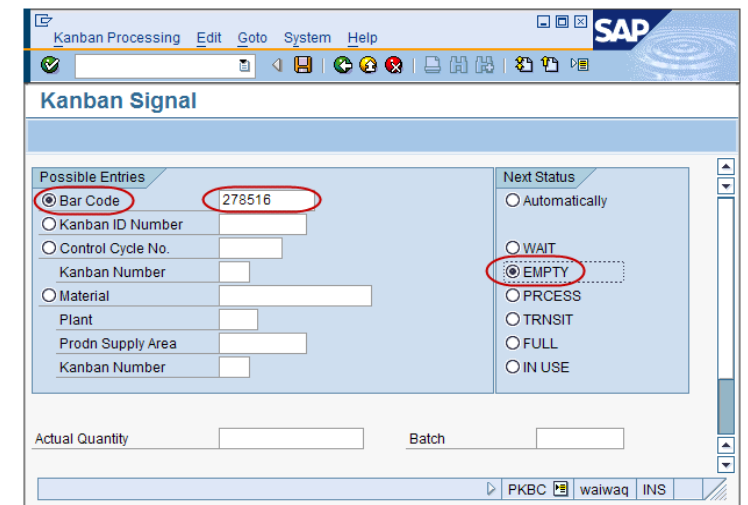 Kanban Processing Edit Goto System Help
SAP
Kanban Signal
Possible Entries
Next Status
Bar Code 278516
Automatically
Kanban ID Number
Control Cycle No.
WAIT
Kanban Number
EMPTY
Material
PRCESS
Plant
TRNSIT
Prodn Supply Area
FULL
Kanban Number
IN USE
Actual Quantity
Batch
PKBC waiwaq INS